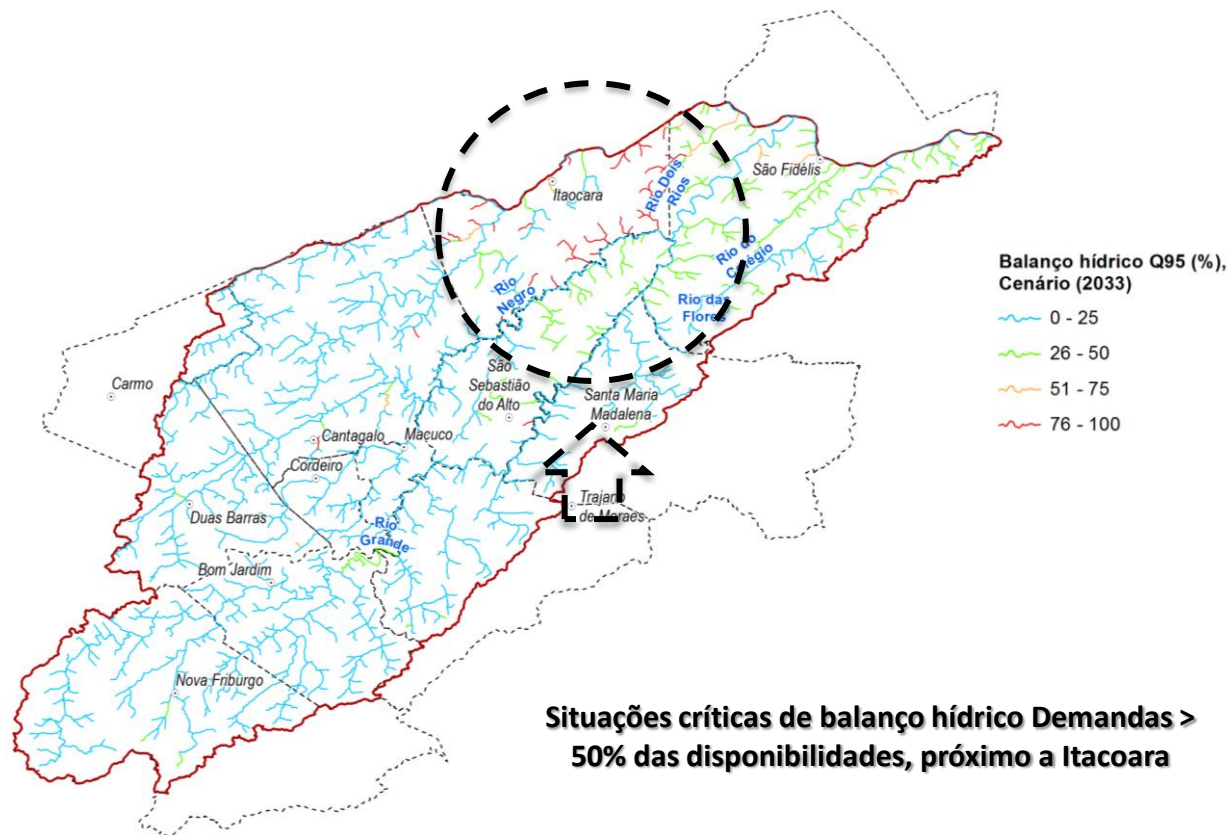 Itaocara
Rio Dois
Rios
São Fidélis
Rio do
Colégio
Rio
Negro
Rio das
Flores
Balanço hídrico Q95 (%),
Cenário (2033)
0 - 25
26 - 50
51 - 75
76 - 100
Carmo
São
Sebastião
do Alto
Santa Maria
Madalena
Cantagalo
Macuco
Cordeiro
Trajano
de Moraes
Duas Barras
Rio
Grande
Bom Jardim
Nova Friburgo
Situações críticas de balanço hídrico Demandas >
50% das disponibilidades, próximo a Itacoara